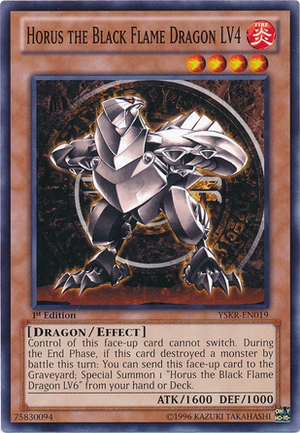 HORUS THE BLACK FLAME DRAGON LV4
FIRE
炎
1st Edition
YSKR-EN019
[DRAGON/EFFECT]
Control of this face-up card cannot switch. During
the End Phase, if this card destroyed a monster by
battle this turn: You can send this face-up card to the
Graveyard; Special Summon 1 "Horus the Black Flame
Dragon LV6" from your hand or Deck.
ATK/1600 DEF/1000
75830094
©1996 KAZUKI TAKAHASHI